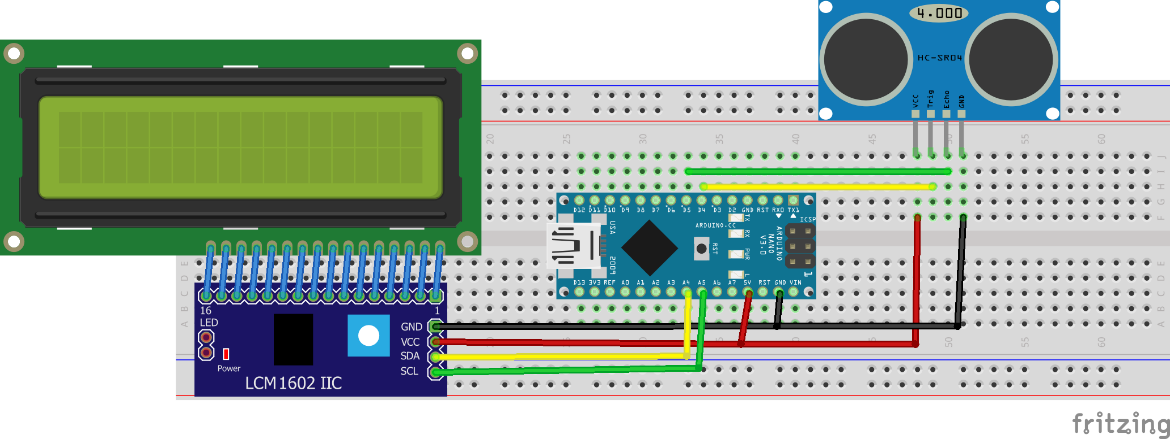 4.000
HC-SR04
VCC
Trig
Echo
GND
20
25
30
35
40
45
50
55
60
J
I
H
G
F
D12 D11 D10 D9 D8 D7 D6 D5 D4 D3 D2 GND RST RX0 TX1
ARDUINO.CC
TX
RX
PWR
L
RST
USA
2009
ARDUINO
NANO
V3.0
ICSP
1
D13 3V3 REF A0 A1 A2 A3 A4 A5 A6 A7 5V RST GND VIN
E
D
C
B
A
16
1
LED
Power
GND
VCC
SDA
SCL
LCM1602 IIC
fritzing